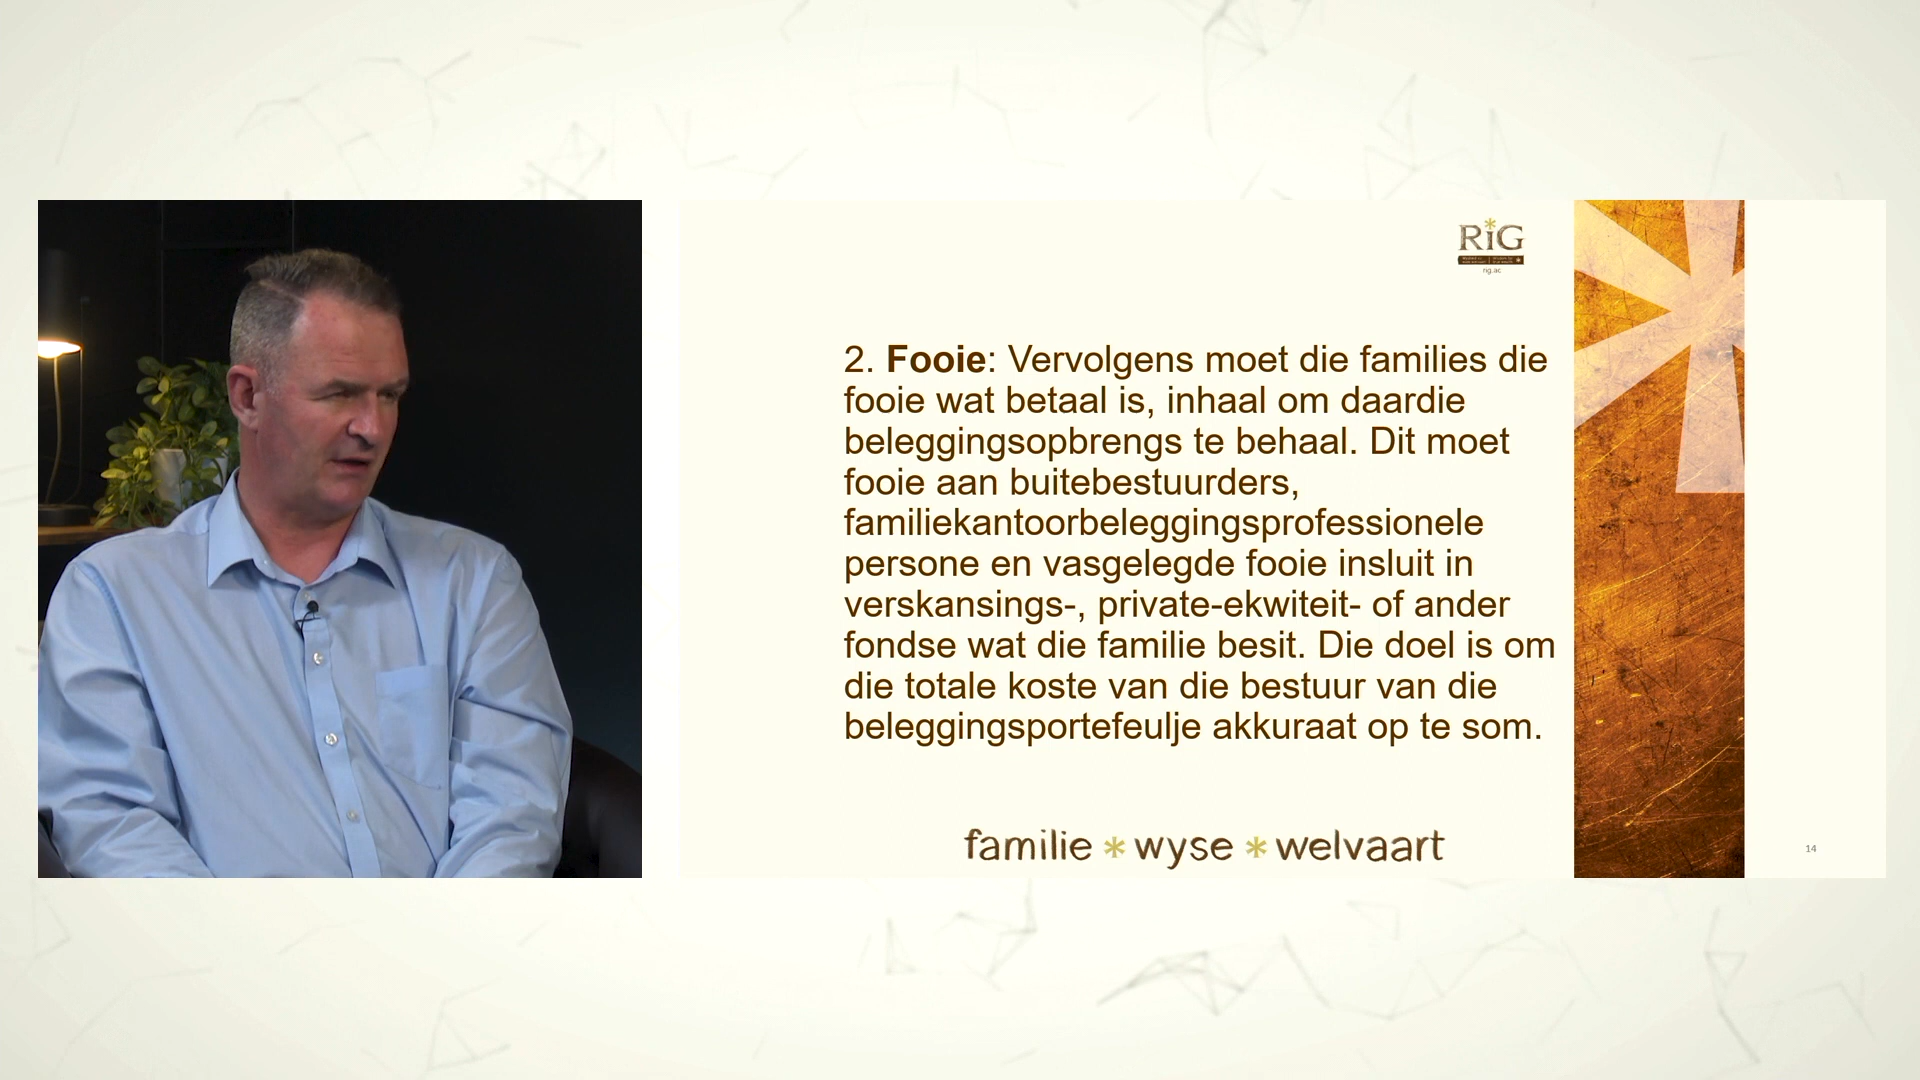 RiG
rig.ac
2. Fooie: Vervolgens moet die families die
fooie wat betaal is, inhaal om daardie
beleggingsopbrengs te behaal. Dit moet
fooie aan buitebestuurders,
familiekantoorbeleggingsprofessionele
persone en vasgelegde fooie insluit in
verskansings-, private-ekwiteit- of ander
fondse wat die familie besit. Die doel is om
die totale koste van die bestuur van die
beleggingsportefeulje akkuraat op te som.
familie * wyse * welvaart
14